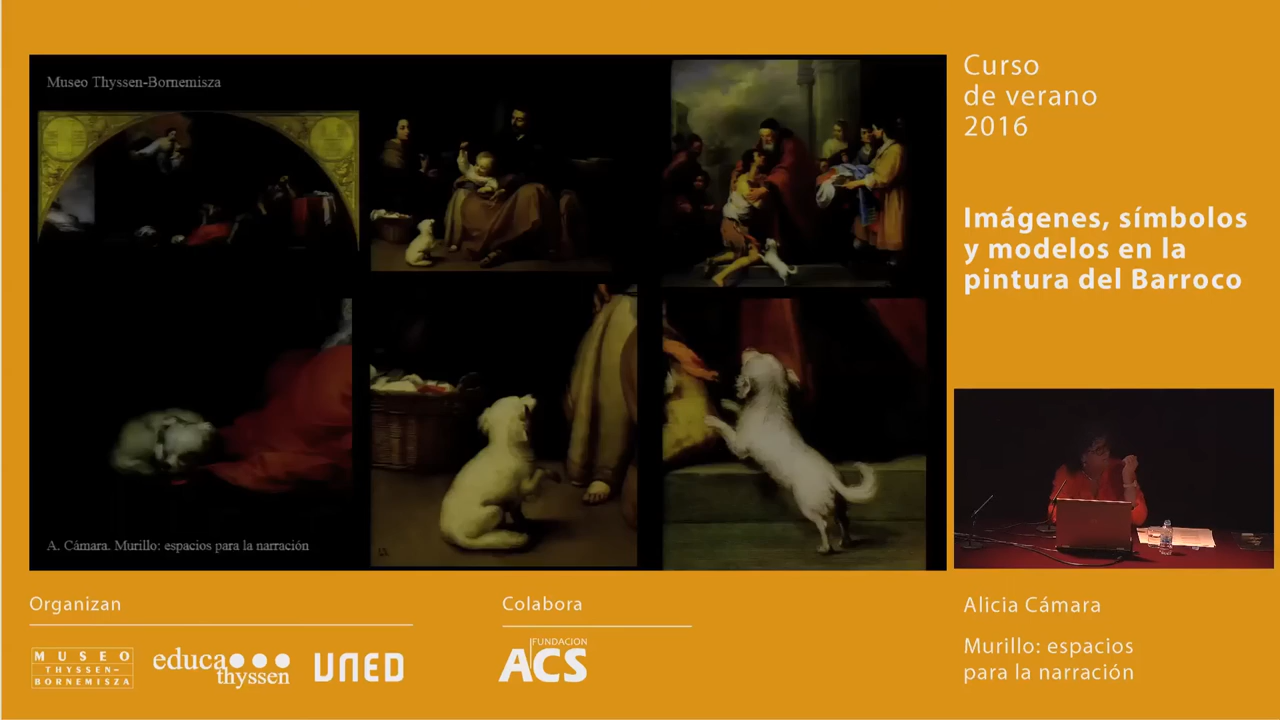 Museo Thyssen-Bornemisza
A. Cámara. Murillo: espacios para la narración
Curso
de verano
2016
Imágenes, símbolos
y modelos en la
pintura del Barroco
Organizan
MUSEO
THYSSEN-
BORNEMISZA
educa
thyssen
UNED
Colabora
FUNDACION
ACS
Alicia Cámara
Murillo: espacios
para la narración